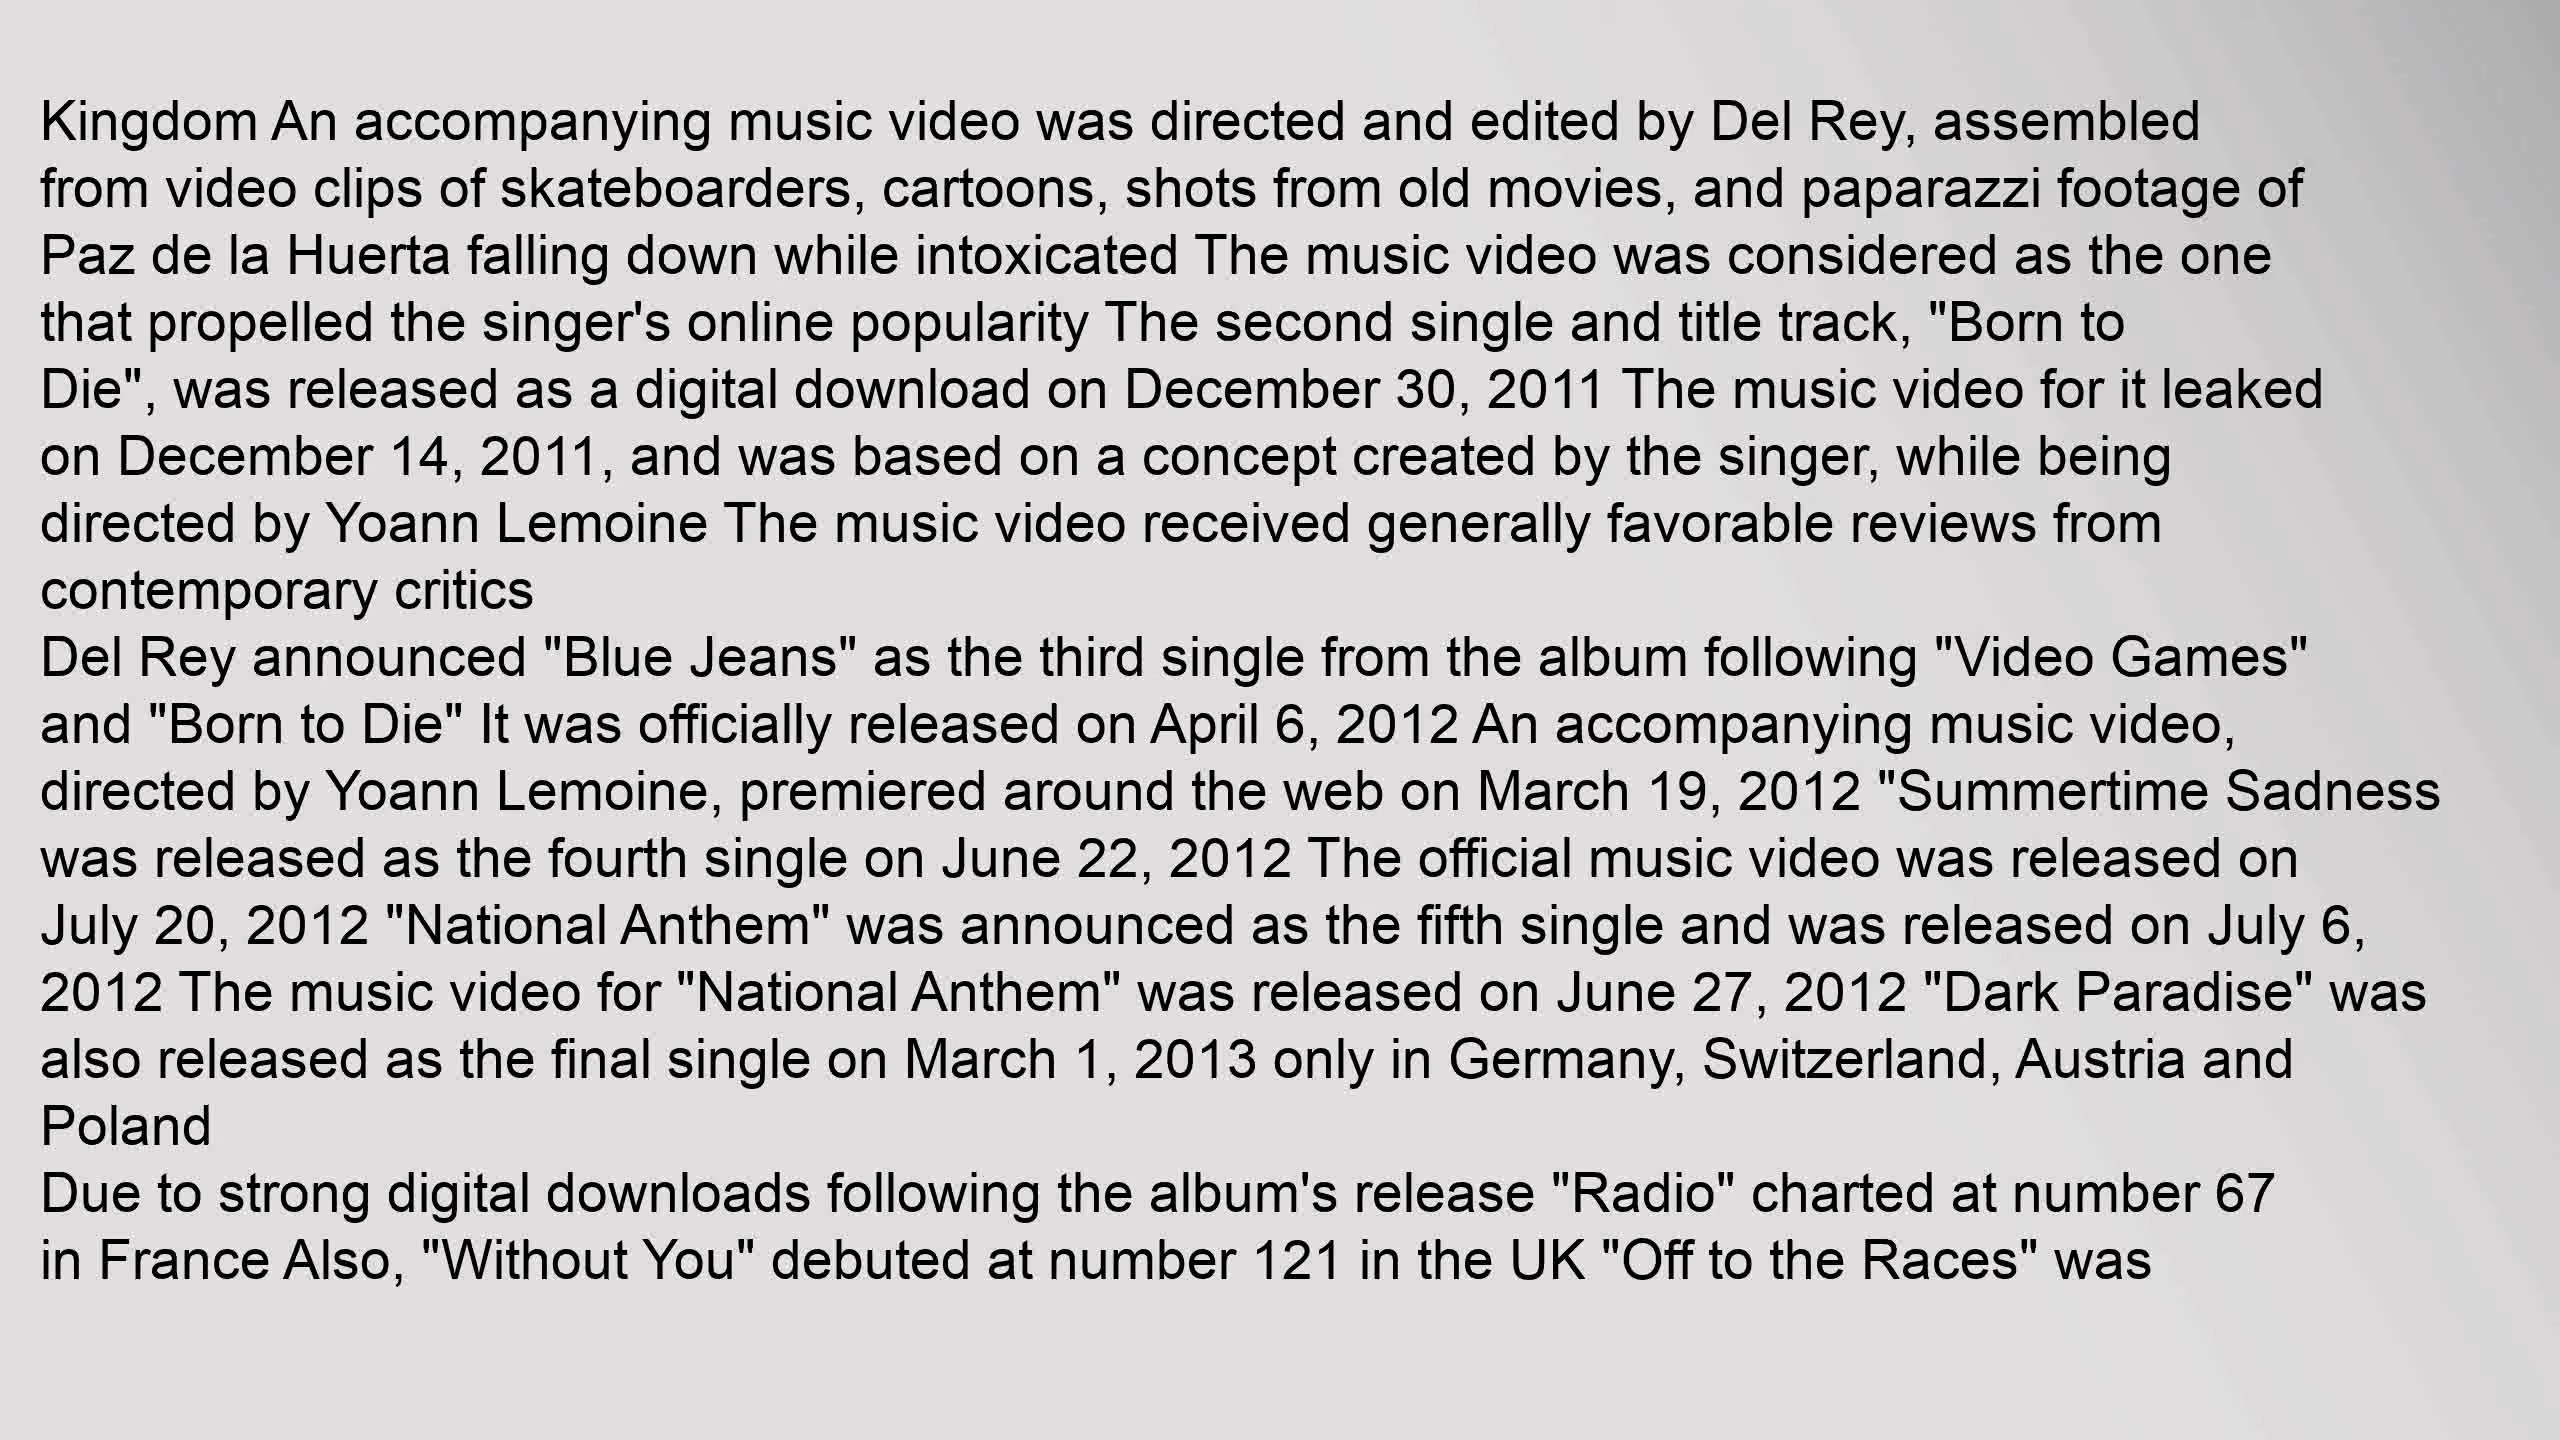 Kingdom An accompanying music video was directed and edited by Del Rey, assembled
from video clips of skateboarders, cartoons, shots from old movies, and paparazzi footage of
Paz de la Huerta falling down while intoxicated The music video was considered as the one
that propelled the singer's online popularity The second single and title track, "Born to
Die", was released as a digital download on December 30, 2011 The music video for it leaked
on December 14, 2011, and was based on a concept created by the singer, while being
directed by Yoann Lemoine The music video received generally favorable reviews from
contemporary critics
Del Rey announced "Blue Jeans" as the third single from the album following "Video Games"
and "Born to Die" It was officially released on April 6, 2012 An accompanying music video,
directed by Yoann Lemoine, premiered around the web on March 19, 2012 "Summertime Sadness
was released as the fourth single on June 22, 2012 The official music video was released on
July 20, 2012 "National Anthem" was announced as the fifth single and was released on July 6,
2012 The music video for "National Anthem" was released on June 27, 2012 "Dark Paradise" was
also released as the final single on March 1, 2013 only in Germany, Switzerland, Austria and
Poland
Due to strong digital downloads following the album's release "Radio" charted at number 67
in France Also, "Without You" debuted at number 121 in the UK "Off to the Races" was